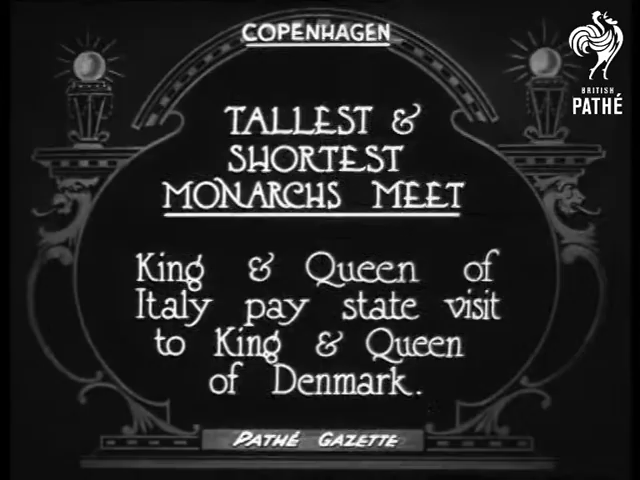 COPENHAGEN
BRITISH
PATHÉ
TALLEST &
SHORTEST
MONARCHS MEET
King & Queen of
Italy pay state visit
to King & Queen
of Denmark.
PATHÉ GAZETTE